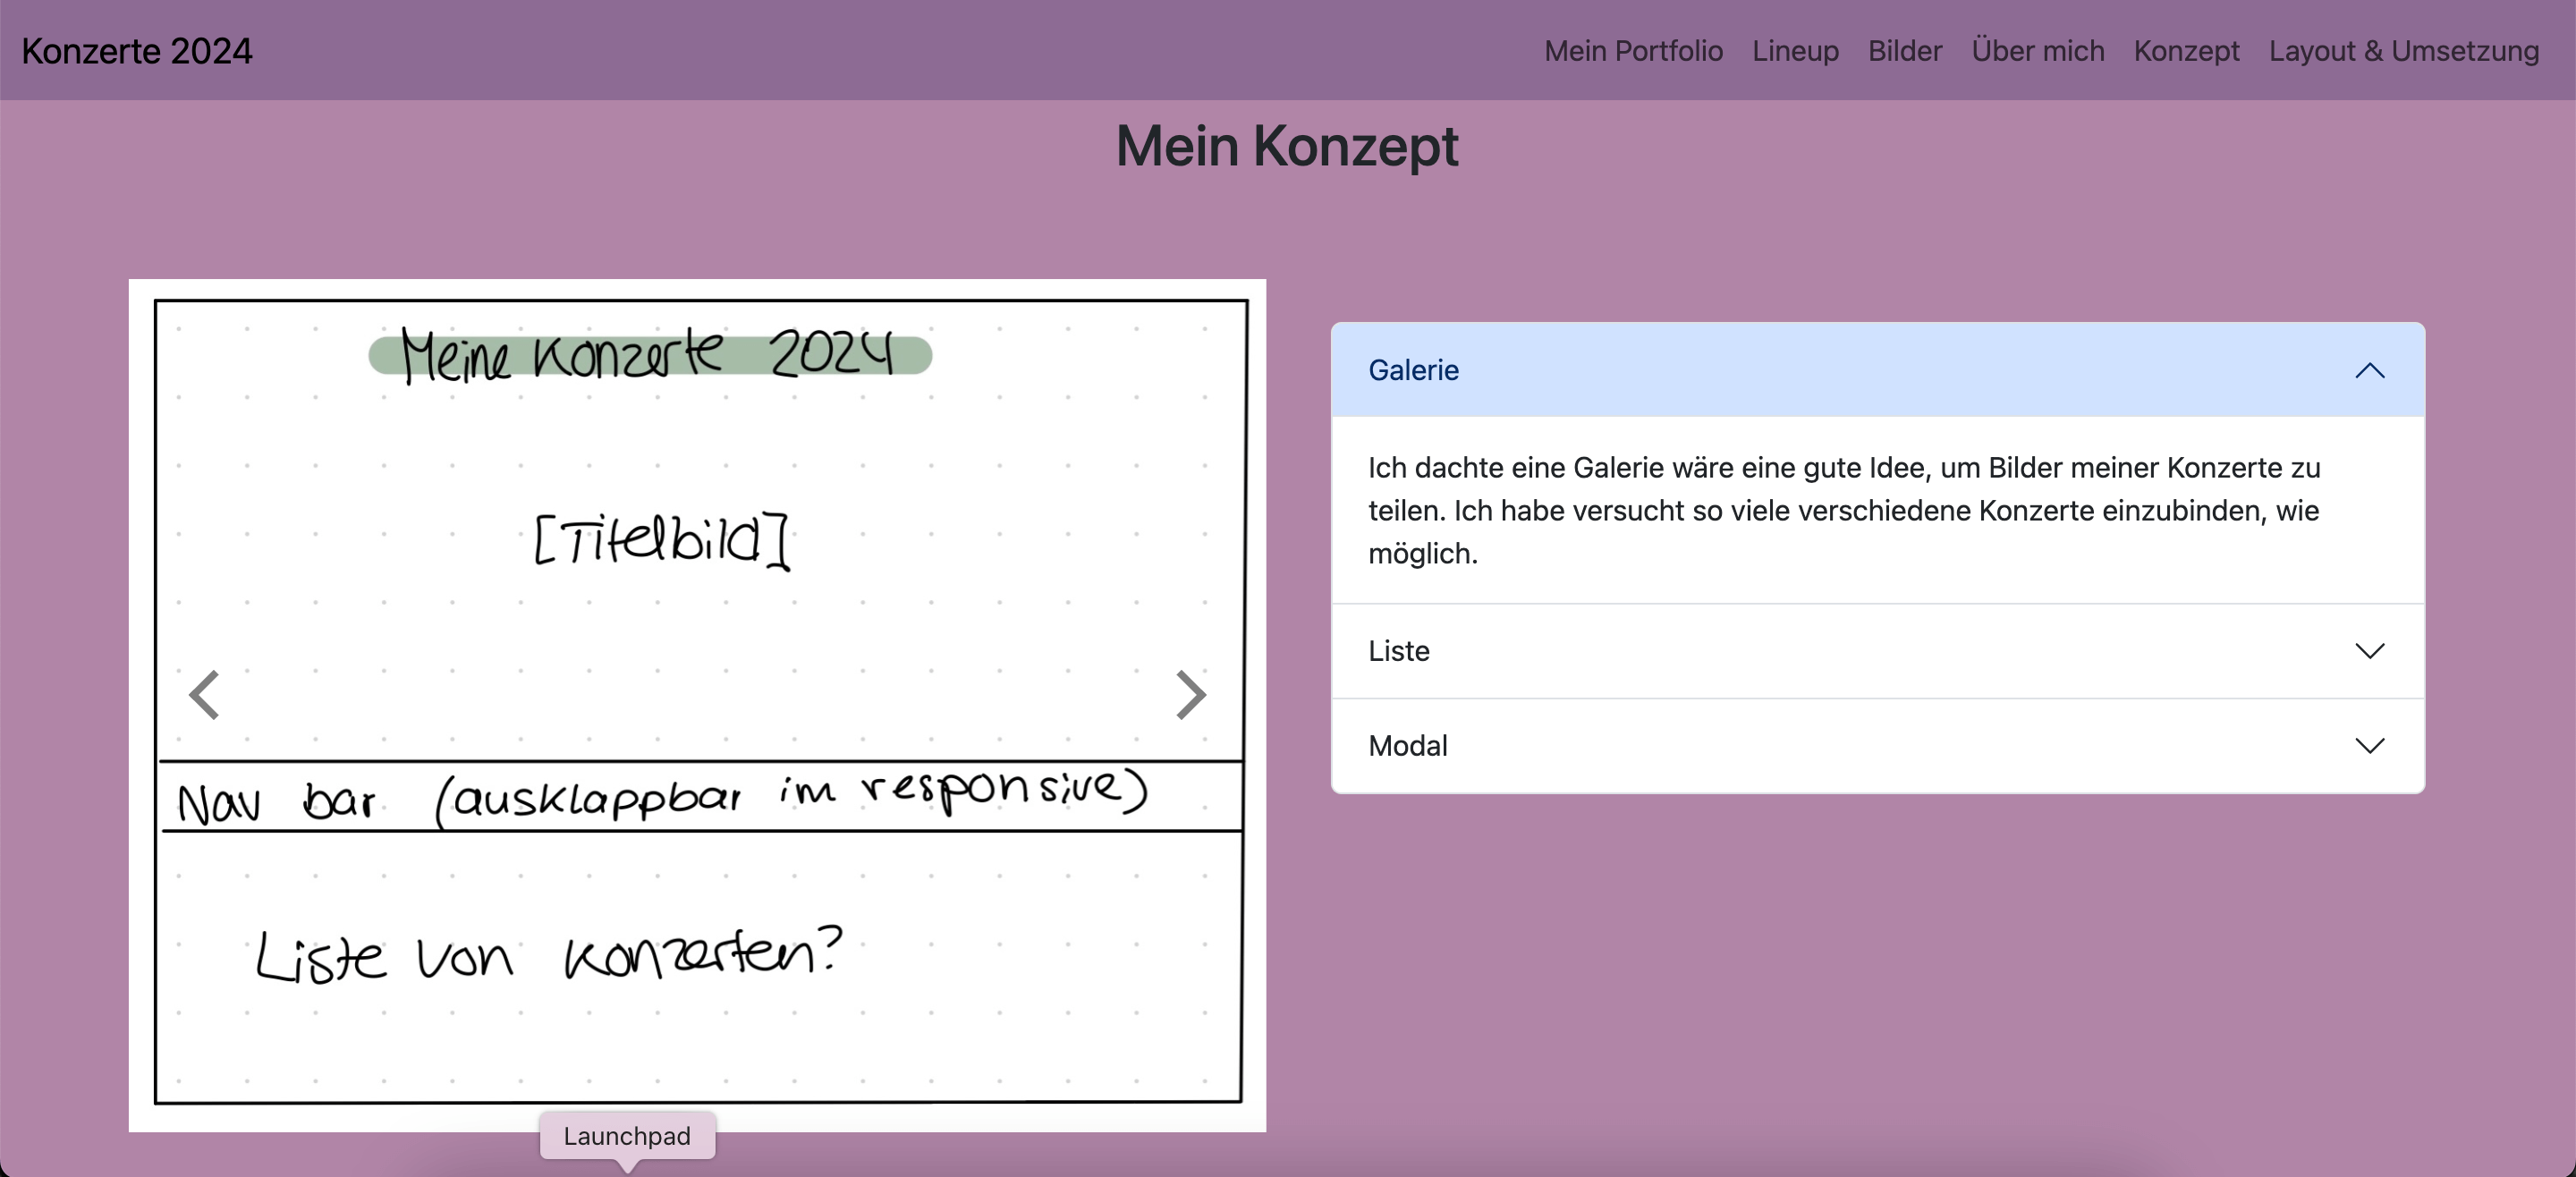 Konzerte 2024
Mein Portfolio Lineup Bilder Über mich Konzept Layout & Umsetzung
Mein Konzept
Meine Konzerte 2024
[Titelbild]
Nav bar (ausklappbar im responsive)
Liste von Konzerten?
Galerie
Ich dachte eine Galerie wäre eine gute Idee, um Bilder meiner Konzerte zu
teilen. Ich habe versucht so viele verschiedene Konzerte einzubinden, wie
möglich.
Liste
Modal
Launchpad